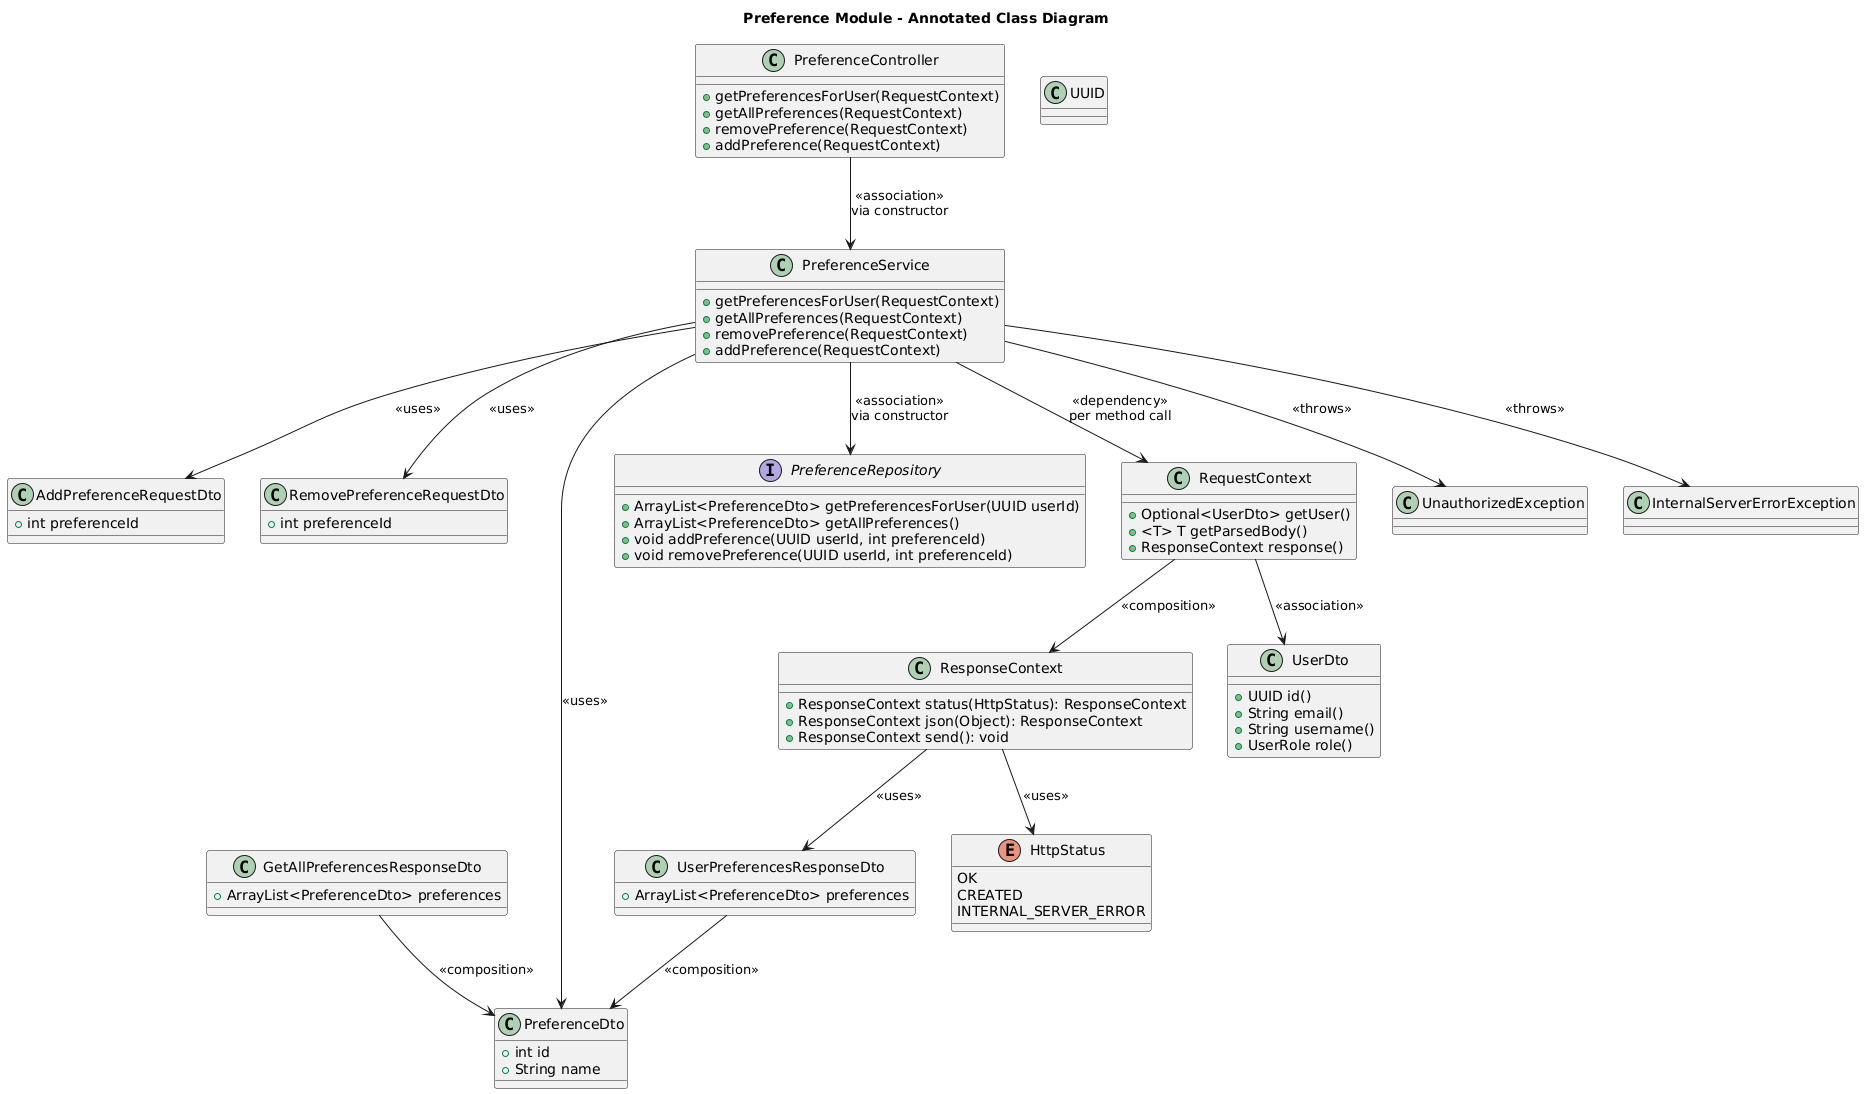 Preference Module - Annotated Class Diagram
C PreferenceController
getPreferencesForUser(RequestContext)
getAllPreferences(RequestContext)
removePreference(RequestContext)
addPreference(RequestContext)
C UUID
«association»
via constructor
C PreferenceService
getPreferencesForUser(RequestContext)
getAllPreferences(RequestContext)
removePreference(RequestContext)
addPreference(RequestContext)
«uses»
«uses»
«association»
via constructor
«dependency»
per method call
«throws»
«throws»
C AddPreferenceRequestDto
int preferenceId
C RemovePreferenceRequestDto
int preferenceId
I PreferenceRepository
ArrayList<PreferenceDto> getPreferencesForUser(UUID userId)
ArrayList<PreferenceDto> getAllPreferences()
void addPreference(UUID userId, int preferenceId)
void removePreference(UUID userId, int preferenceId)
C RequestContext
Optional<UserDto> getUser()
<T> T getParsedBody()
ResponseContext response()
C UnauthorizedException
C InternalServerErrorException
«composition»
«association»
«uses»
C ResponseContext
ResponseContext status(HttpStatus): ResponseContext
ResponseContext json(Object): ResponseContext
ResponseContext send(): void
C UserDto
UUID id()
String email()
String username()
UserRole role()
«uses»
«uses»
C GetAllPreferencesResponseDto
ArrayList<PreferenceDto> preferences
C UserPreferencesResponseDto
ArrayList<PreferenceDto> preferences
E HttpStatus
OK
CREATED
INTERNAL_SERVER_ERROR
«composition»
«composition»
C PreferenceDto
int id
String name